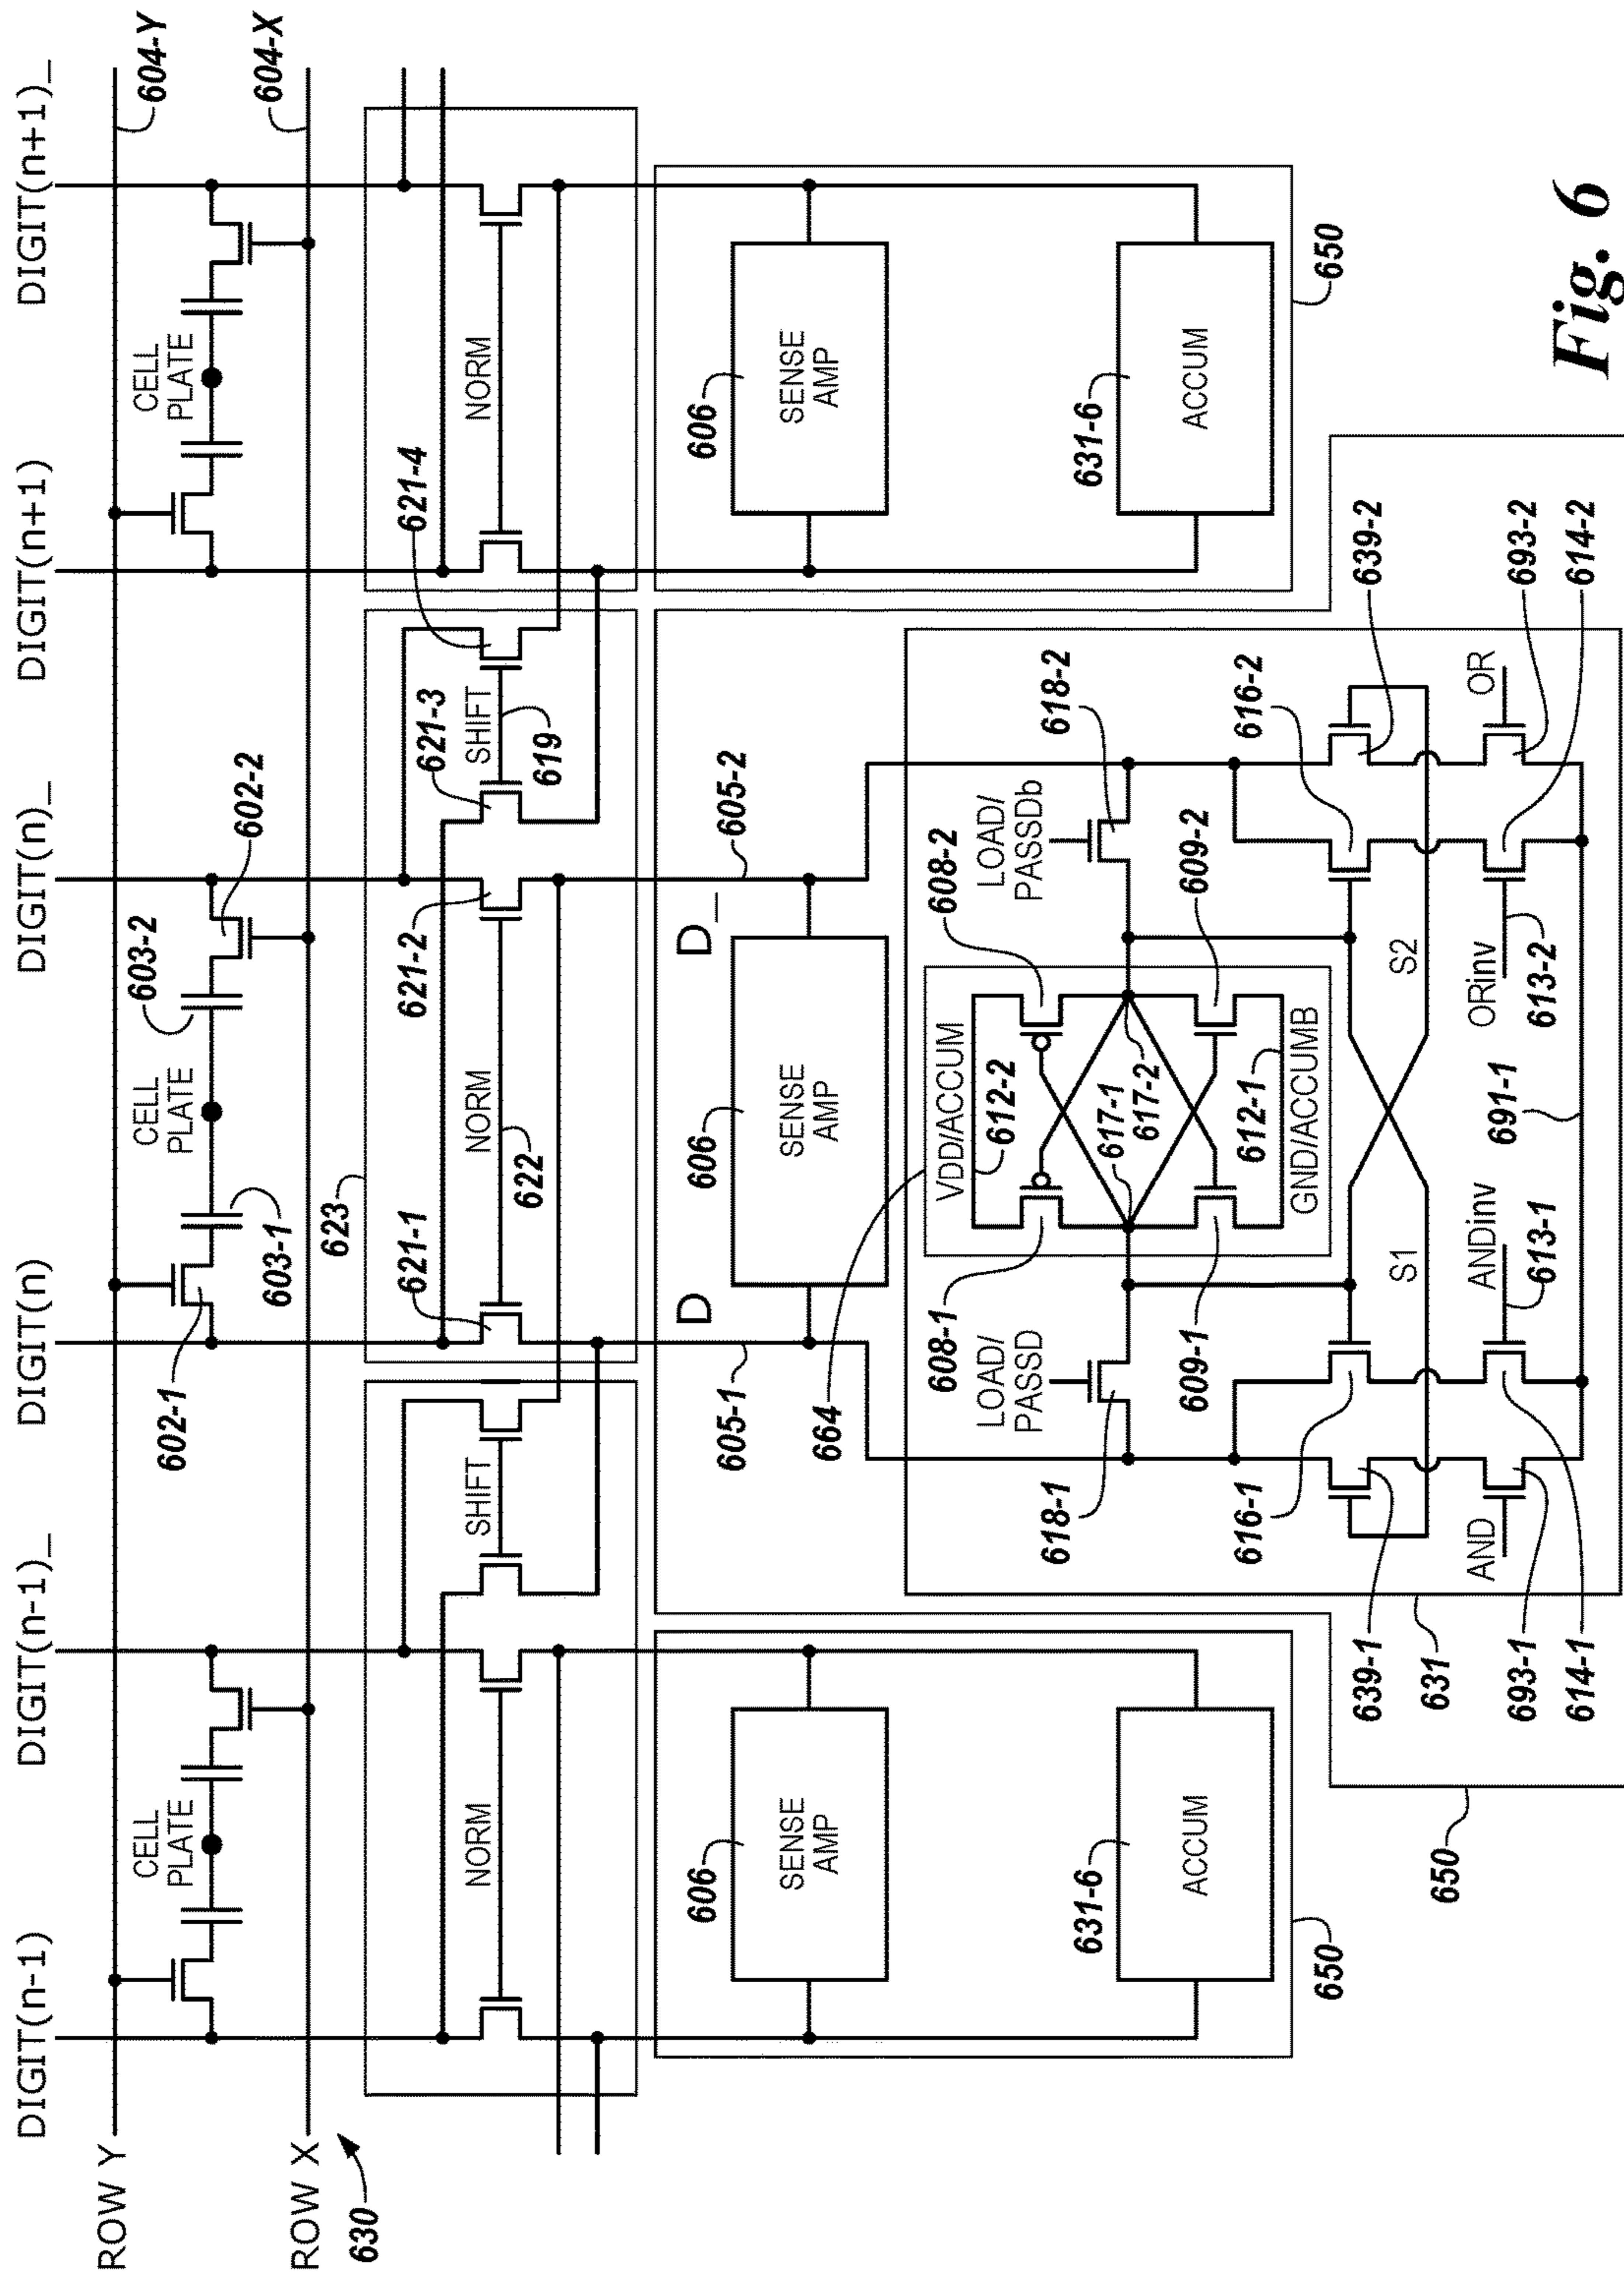 DIGIT(n-1)
DIGIT(n-1)_
DIGIT(n)
DIGIT(n)_
DIGIT(n+1)
DIGIT(n+1)_
ROW Y
604-Y
CELL
PLATE
602-1
603-1
CELL
PLATE
603-2
602-2
CELL
PLATE
ROW X
604-X
630
623
NORM
SHIFT
621-1
NORM
622
621-2
621-3
SHIFT
619
621-4
NORM
605-1
D
D_
605-2
606
SENSE
AMP
606
SENSE
AMP
606
SENSE
AMP
664
VDD/ACCUM
612-2
608-1
608-2
LOAD/
PASSD
LOAD/
PASSDb
618-1
618-2
617-1
617-2
609-1
609-2
612-1
GND/ACCUMB
631-6
ACCUM
631-6
ACCUM
650
650
616-1
616-2
S1
S2
639-1
639-2
631
AND
ANDinv
ORinv
OR
693-1
613-1
691-1
613-2
693-2
614-1
614-2
650
Fig. 6